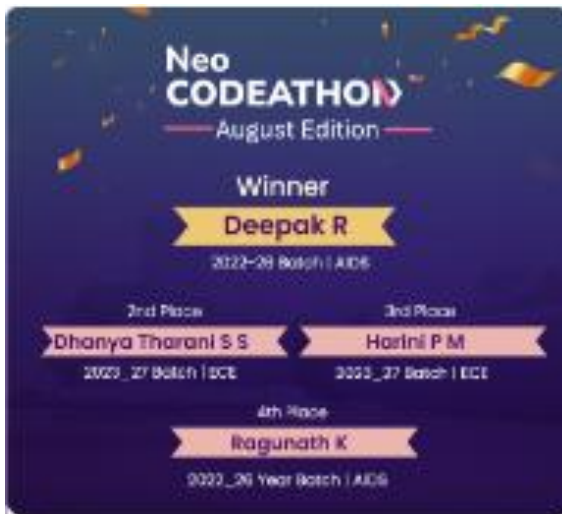 Neo
CODEATHON
August Edition
Winner
Deepak R
2022-26 Batch | AIDS
2nd Place
3rd Place
Dhanya Tharani S S
Harini P M
2023_27 Batch | ECE
2023_27 Batch | ECE
4th Place
Ragunath K
2022_26 Year Batch | AIDS